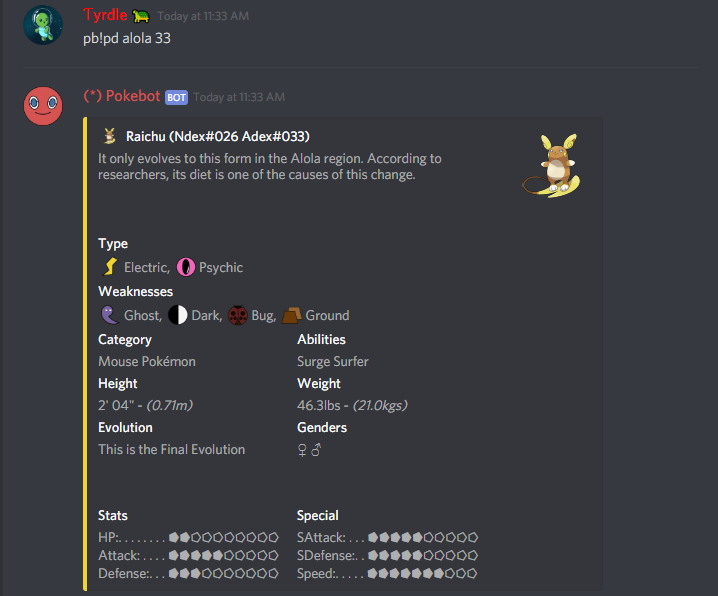 Tyrdle Today at 11:33 AM
pb!pd alola 33
(*) Pokebot BOT Today at 11:33 AM
Raichu (Ndex#026 Adex#033)
It only evolves to this form in the Alola region. According to
researchers, its diet is one of the causes of this change.
Type
Electric, Psychic
Weaknesses
Ghost, Dark, Bug, Ground
Category Abilities
Mouse Pokémon Surge Surfer
Height Weight
2' 04" - (0.71m) 46.3lbs - (21.0kgs)
Evolution Genders
This is the Final Evolution ♀♂
Stats Special
HP:. . . . . . . . ⬟⬟⬠⬠⬠⬠⬠⬠⬠⬠ SAttack: . . . ⬟⬟⬟⬟⬟⬠⬠⬠⬠⬠
Attack: . . . . ⬟⬟⬟⬟⬟⬠⬠⬠⬠⬠ SDefense: . . ⬟⬟⬟⬟⬟⬠⬠⬠⬠⬠
Defense:. . . ⬟⬟⬟⬠⬠⬠⬠⬠⬠⬠ Speed:. . . . . ⬟⬟⬟⬟⬟⬟⬟⬠⬠⬠